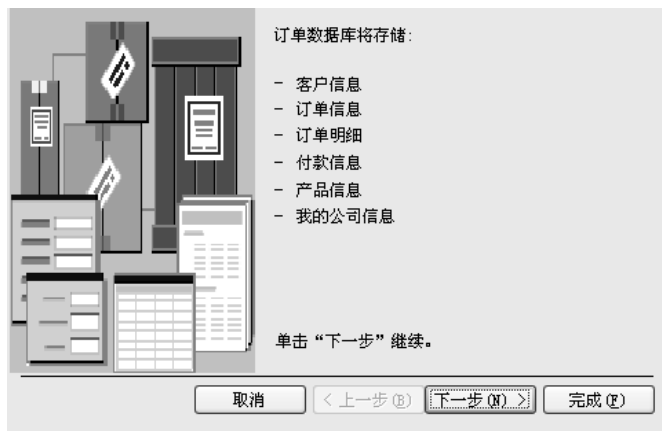 订单数据库将存储:
- 客户信息
- 订单信息
- 订单明细
- 付款信息
- 产品信息
- 我的公司信息
单击“下一步”继续。
取消
< 上一步(B)
下一步(N) >
完成(F)